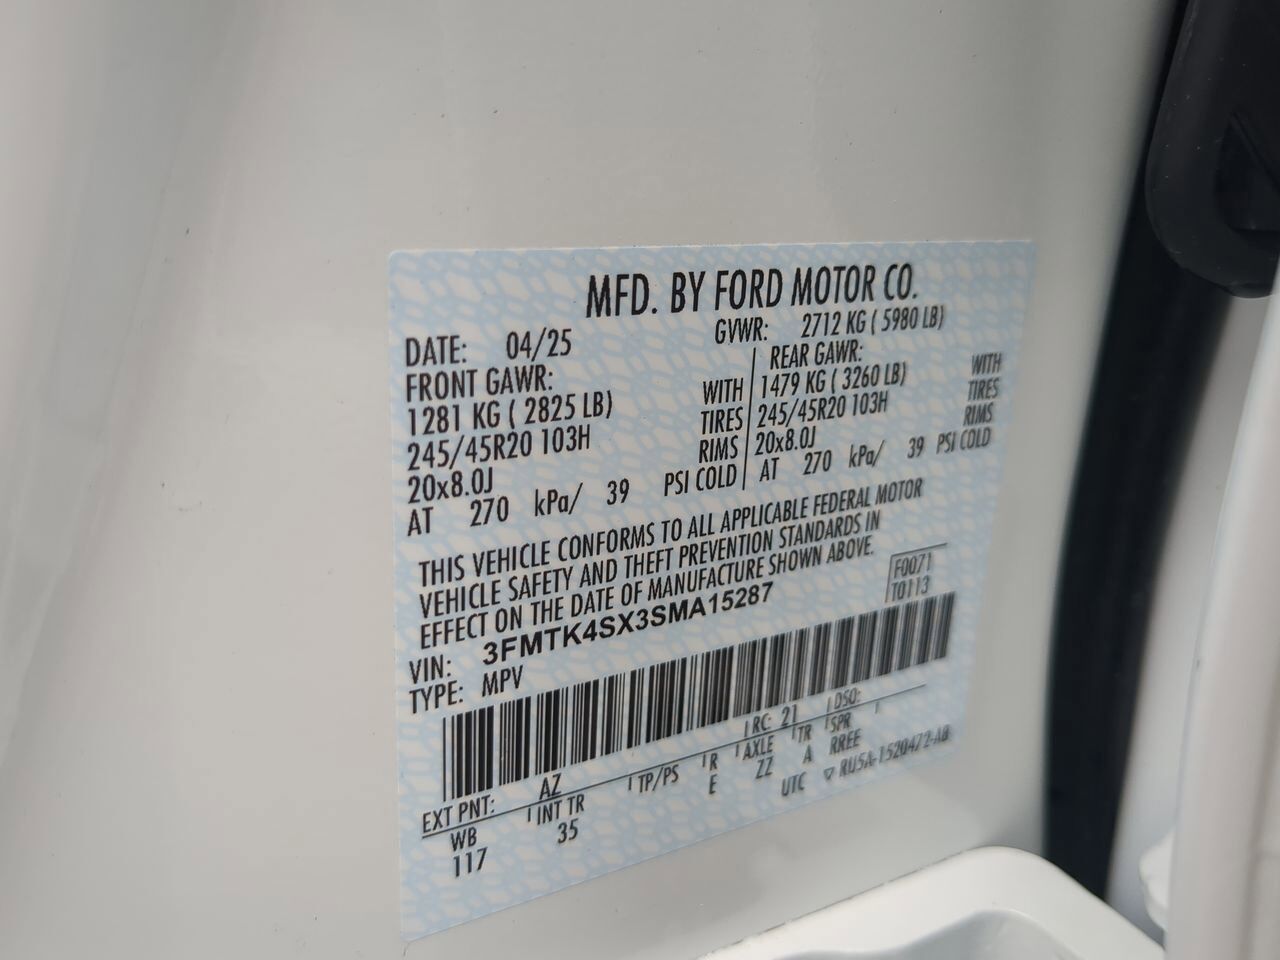 MFD. BY FORD MOTOR CO.
DATE: 04/25 GVWR: 2712 KG ( 5980 LB)
FRONT GAWR: REAR GAWR:
1281 KG ( 2825 LB) WITH 1479 KG ( 3260 LB) WITH
245/45R20 103H TIRES 245/45R20 103H TIRES
20x8.0J RIMS 20x8.0J RIMS
AT 270 kPa/ 39 PSI COLD AT 270 kPa/ 39 PSI COLD
THIS VEHICLE CONFORMS TO ALL APPLICABLE FEDERAL MOTOR
VEHICLE SAFETY AND THEFT PREVENTION STANDARDS IN
EFFECT ON THE DATE OF MANUFACTURE SHOWN ABOVE.
F0071
T0113
VIN: 3FMTK4SX3SMA15287
TYPE: MPV
EXT PNT: AZ RC: 21 DSO:
WB INT TR TP/PS R AXLE TR SPR
117 35 E ZZ A RREE
UTC ▽ RU5A-1520472-AB